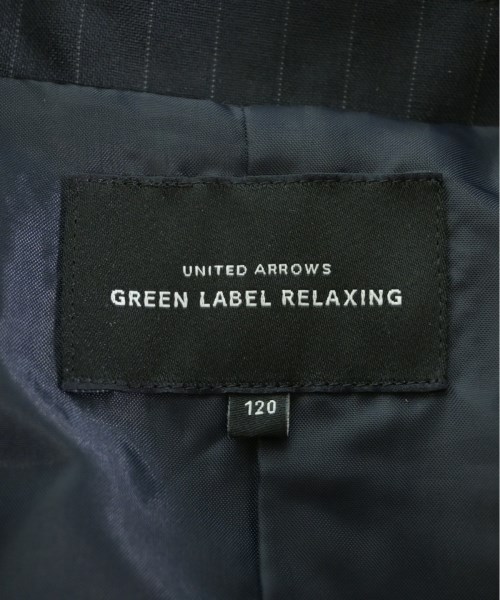 UNITED ARROWS
GREEN LABEL RELAXING
120